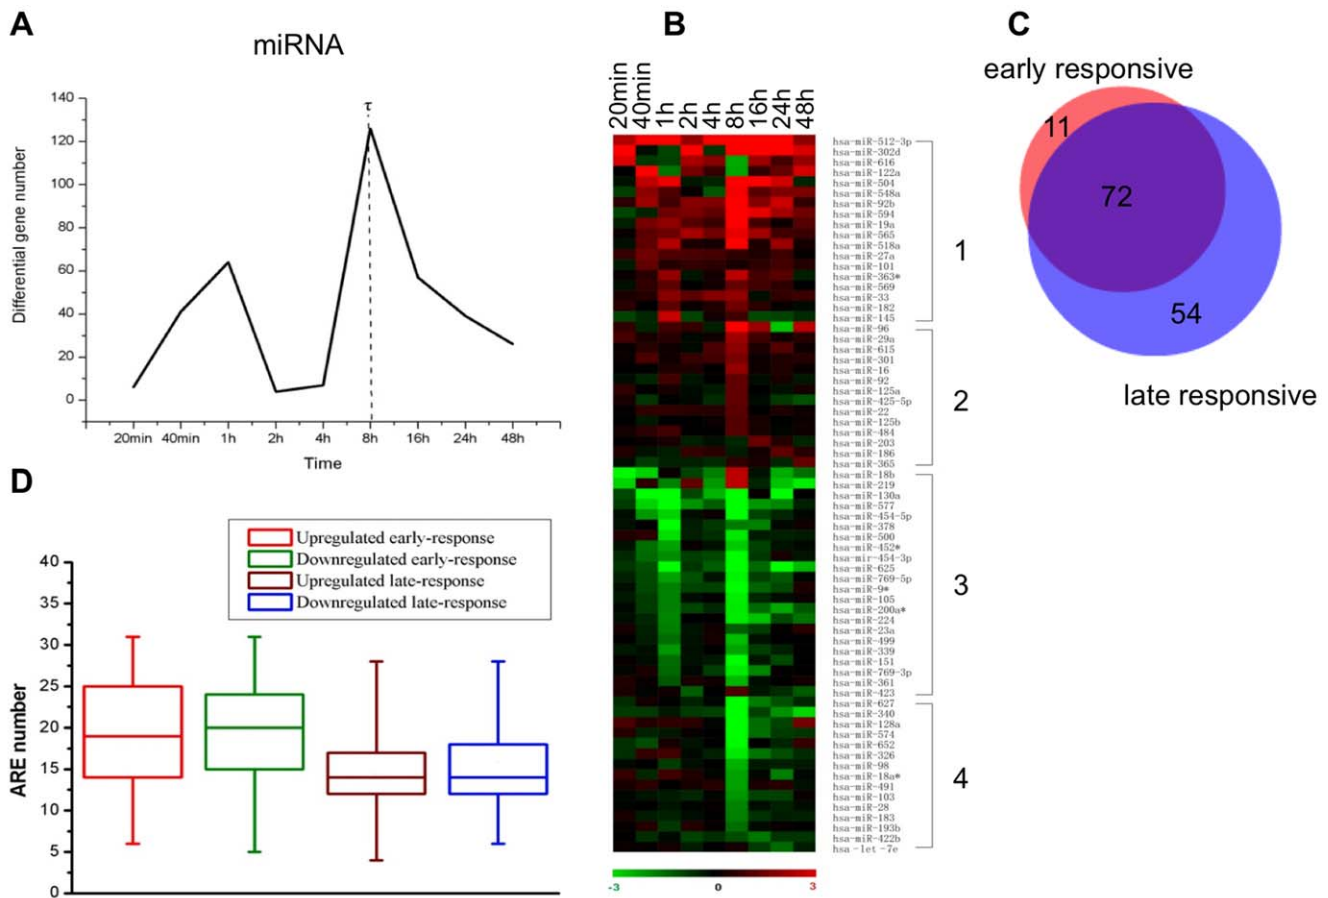 A
miRNA
Differential gene number
140
120
100
80
60
40
20
0
τ
20min 40min 1h 2h 4h 8h 16h 24h 48h
Time
B
20min 40min 1h 2h 4h 8h 16h 24h 48h
hsa-miR-512-3p
hsa-miR-302d
hsa-miR-616
hsa-miR-122a
hsa-miR-504
hsa-miR-548a
hsa-miR-92b
hsa-miR-594
hsa-miR-19a
hsa-miR-565
hsa-miR-518a
hsa-miR-27a
hsa-miR-101
hsa-miR-363*
hsa-miR-569
hsa-miR-33
hsa-miR-182
hsa-miR-145
hsa-miR-96
hsa-miR-29a
hsa-miR-615
hsa-miR-301
hsa-miR-16
hsa-miR-92
hsa-miR-125a
hsa-miR-425-5p
hsa-miR-22
hsa-miR-125b
hsa-miR-484
hsa-miR-203
hsa-miR-186
hsa-miR-365
hsa-miR-18b
hsa-miR-219
hsa-miR-130a
hsa-miR-577
hsa-miR-454-5p
hsa-miR-378
hsa-miR-500
hsa-miR-452*
hsa-mir-454-3p
hsa-miR-625
hsa-miR-769-5p
hsa-miR-9*
hsa-miR-105
hsa-miR-200a*
hsa-miR-224
hsa-miR-23a
hsa-miR-499
hsa-miR-339
hsa-miR-151
hsa-miR-769-3p
hsa-miR-361
hsa-miR-423
hsa-miR-627
hsa-miR-340
hsa-miR-128a
hsa-miR-574
hsa-miR-652
hsa-miR-326
hsa-miR-98
hsa-miR-18a*
hsa-miR-491
hsa-miR-103
hsa-miR-28
hsa-miR-183
hsa-miR-193b
hsa-miR-422b
hsa-let-7e
1
2
3
4
-3 0 3
C
early responsive
11
72
54
late responsive
D
Upregulated early-response
Downregulated early-response
Upregulated late-response
Downregulated late-response
ARE number
40
35
30
25
20
15
10
5
0